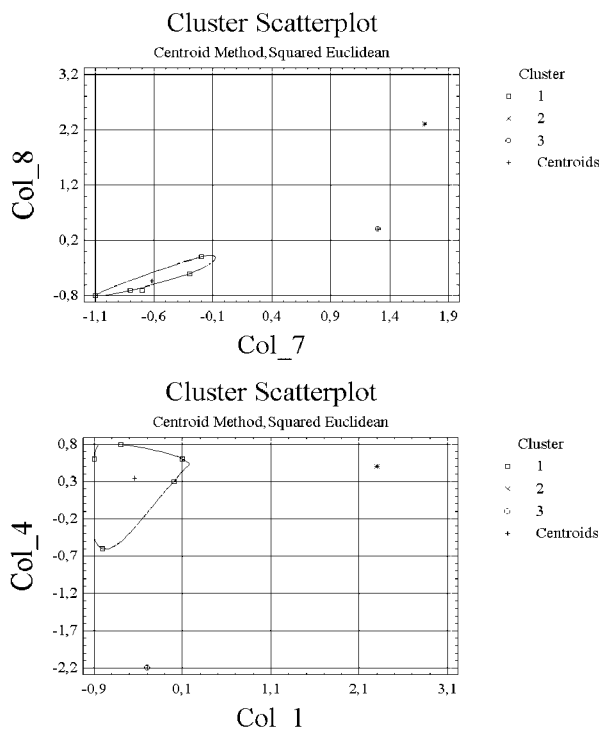 Cluster Scatterplot
Centroid Method,Squared Euclidean
3,2
2,2
1,2
0,2
-0,8
Col_8
-1,1 -0,6 -0,1 0,4 0,9 1,4 1,9
Col_7
Cluster
1
2
3
Centroids
Cluster Scatterplot
Centroid Method,Squared Euclidean
0,8
0,3
-0,2
-0,7
-1,2
-1,7
-2,2
Col_4
-0,9 0,1 1,1 2,1 3,1
Col_1
Cluster
1
2
3
Centroids